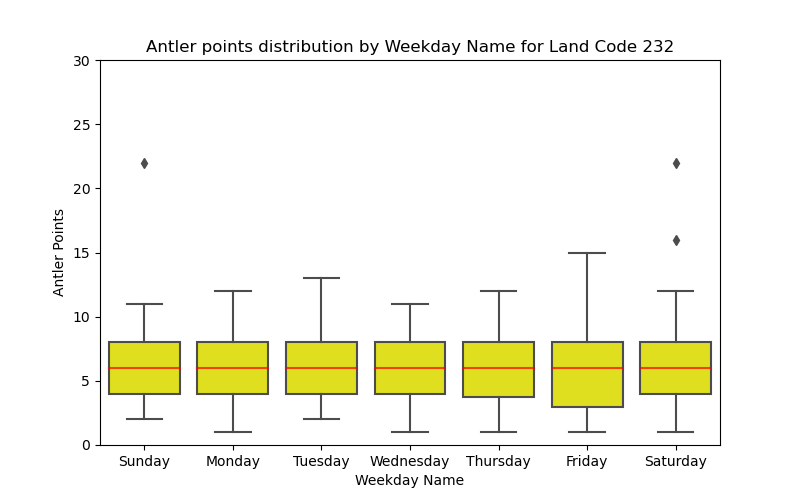 Antler points distribution by Weekday Name for Land Code 232
30
25
20
15
10
5
0
Antler Points
Sunday Monday Tuesday Wednesday Thursday Friday Saturday
Weekday Name